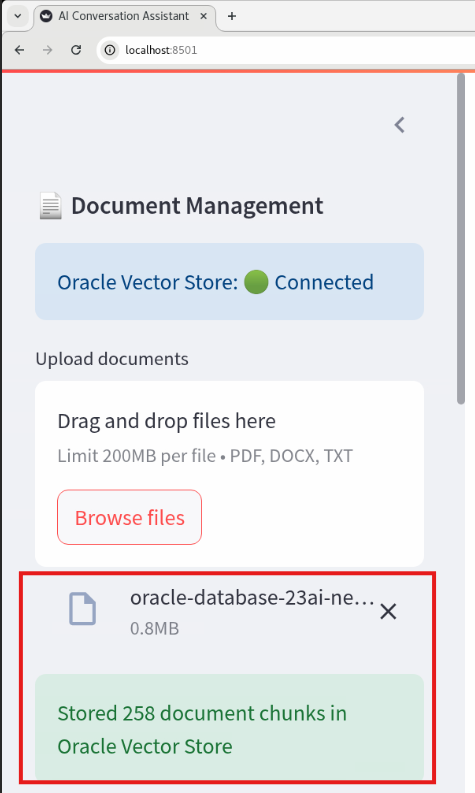 AI Conversation Assistant
localhost:8501
Document Management
Oracle Vector Store: Connected
Upload documents
Drag and drop files here
Limit 200MB per file • PDF, DOCX, TXT
Browse files
oracle-database-23ai-ne...
0.8MB
Stored 258 document chunks in
Oracle Vector Store